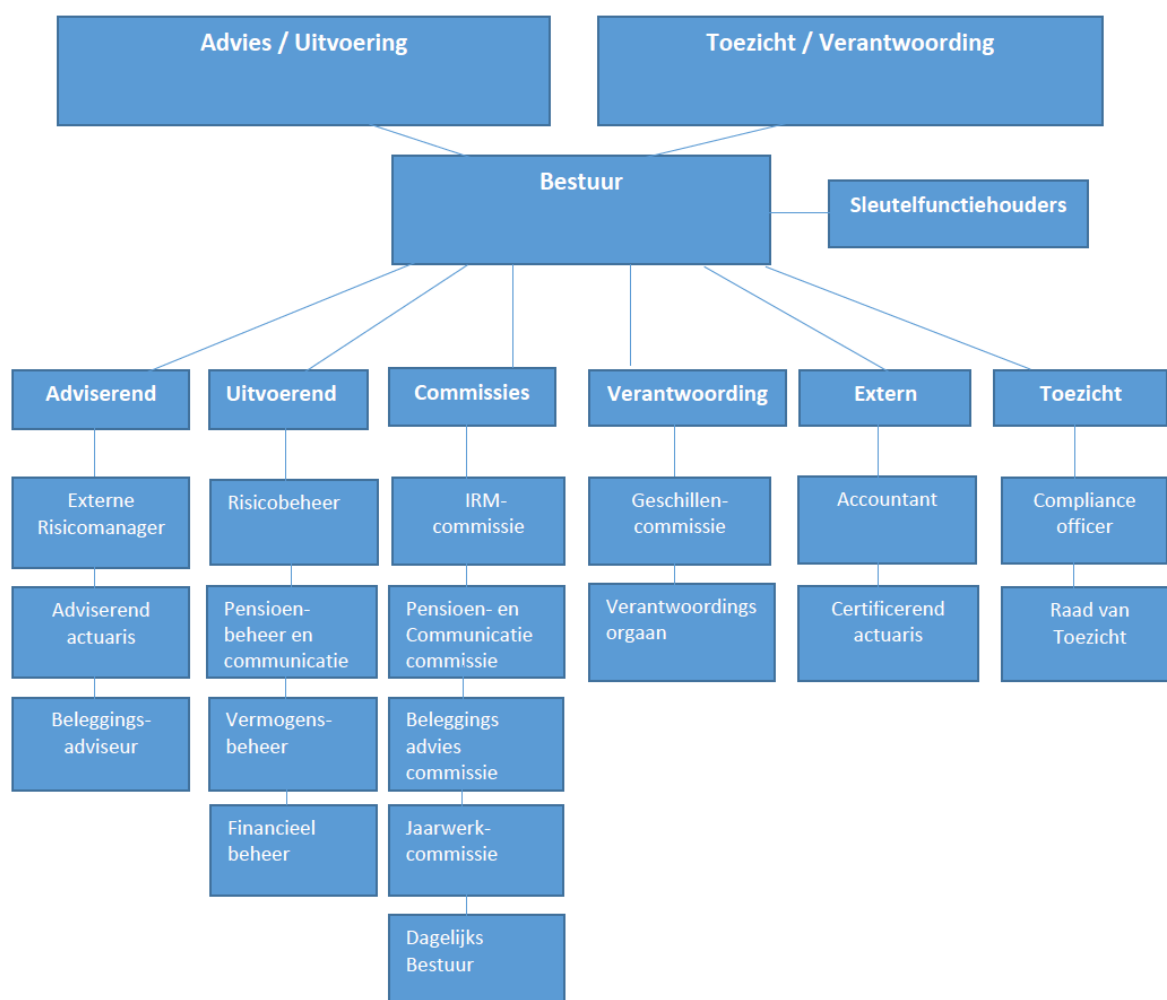 Advies / Uitvoering
Toezicht / Verantwoording
Bestuur
Sleutelfunctiehouders
Adviserend
Uitvoerend
Commissies
Verantwoording
Extern
Toezicht
Externe
Risicomanager
Risicobeheer
IRM-
commissie
Geschillen-
commissie
Accountant
Compliance
officer
Adviserend
actuaris
Pensioen-
beheer en
communicatie
Pensioen- en
Communicatie
commissie
Verantwoordings
orgaan
Certificerend
actuaris
Raad van
Toezicht
Beleggings-
adviseur
Vermogens-
beheer
Beleggings
advies
commissie
Financieel
beheer
Jaarwerk-
commissie
Dagelijks
Bestuur